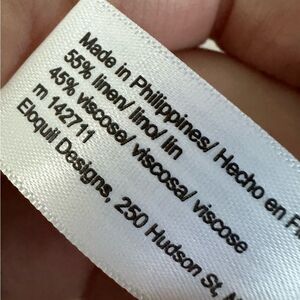 Made in Philippines/ Hecho en
55% linen/ lino/ lin
45% viscose/ viscosa/ viscose
m 142711
Eloquii Designs, 250 Hudson St,